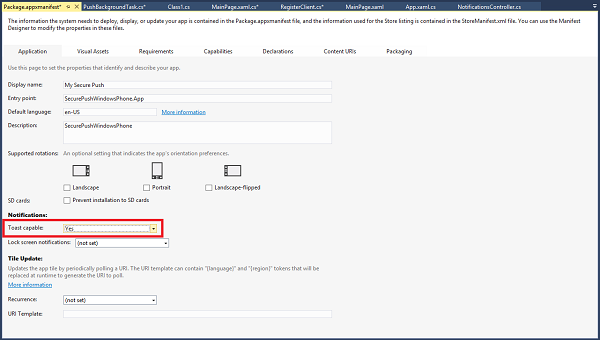 Package.appxmanifest* PushBackgroundTask.cs* Class1.cs MainPage.xaml.cs* RegisterClient.cs* MainPage.xaml App.xaml.cs NotificationsController.cs
The information the system needs to deploy, display, or update your app is contained in the Package.appxmanifest file, and the information used for the Store listing is contained in the StoreManifest.xml file. You can use the Manifest
Designer to modify the properties in these files.
Application Visual Assets Requirements Capabilities Declarations Content URIs Packaging
Use this page to set the properties that identify and describe your app.
Display name: My Secure Push
Entry point: SecurePushWindowsPhone.App
Default language: en-US More information
Description: SecurePushWindowsPhone
Supported rotations: An optional setting that indicates the app's orientation preferences.
Landscape Portrait Landscape-flipped
SD cards: Prevent installation to SD cards
Notifications:
Toast capable: Yes
Lock screen notifications: (not set)
Tile Update:
Updates the app tile by periodically polling a URI. The URI template can contain "{language}" and "{region}" tokens that will be
replaced at runtime to generate the URI to poll.
More information
Recurrence: (not set)
URI Template: